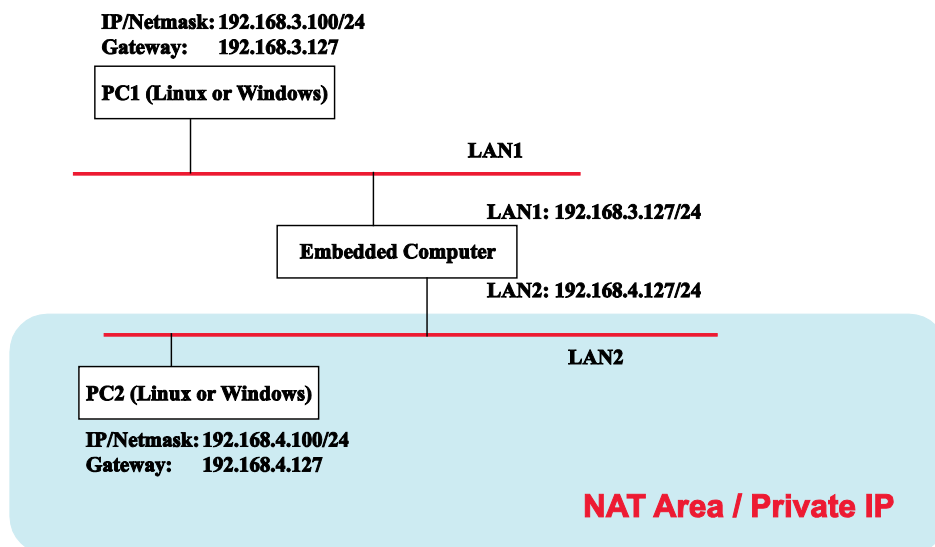 IP/Netmask: 192.168.3.100/24
Gateway: 192.168.3.127
PC1 (Linux or Windows)
LAN1
LAN1: 192.168.3.127/24
Embedded Computer
LAN2: 192.168.4.127/24
LAN2
PC2 (Linux or Windows)
IP/Netmask: 192.168.4.100/24
Gateway: 192.168.4.127
NAT Area / Private IP